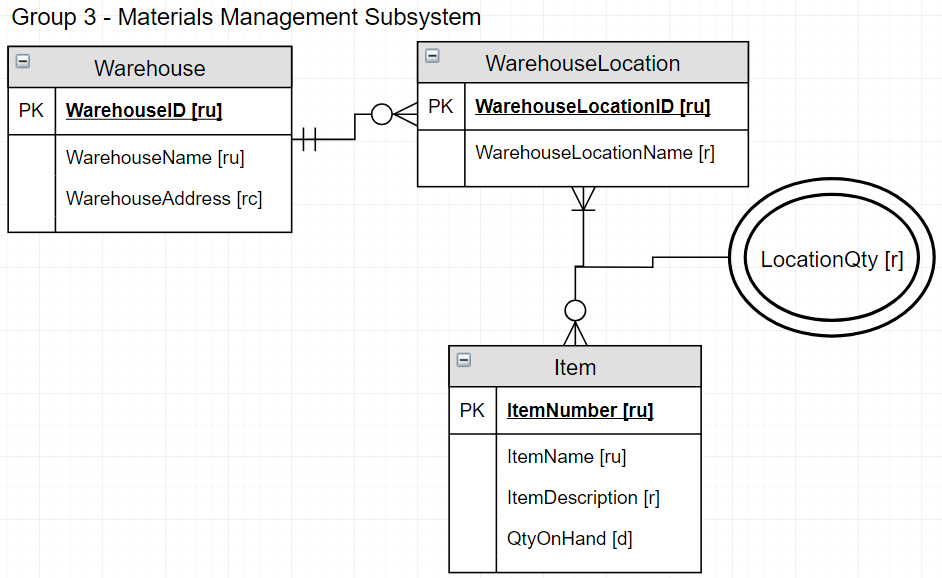 Group 3 - Materials Management Subsystem
Warehouse
PK WarehouseID [ru]
WarehouseName [ru]
WarehouseAddress [rc]
WarehouseLocation
PK WarehouseLocationID [ru]
WarehouseLocationName [r]
LocationQty [r]
Item
PK ItemNumber [ru]
ItemName [ru]
ItemDescription [r]
QtyOnHand [d]